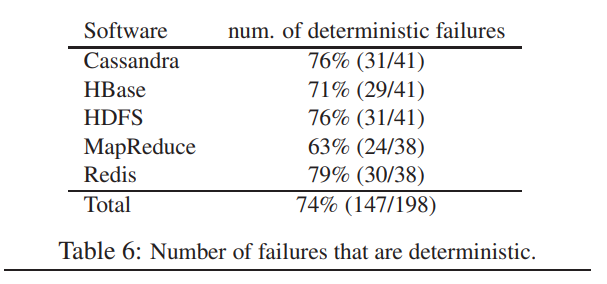 Software num. of deterministic failures
Cassandra 76% (31/41)
HBase 71% (29/41)
HDFS 76% (31/41)
MapReduce 63% (24/38)
Redis 79% (30/38)
Total 74% (147/198)
Table 6: Number of failures that are deterministic.